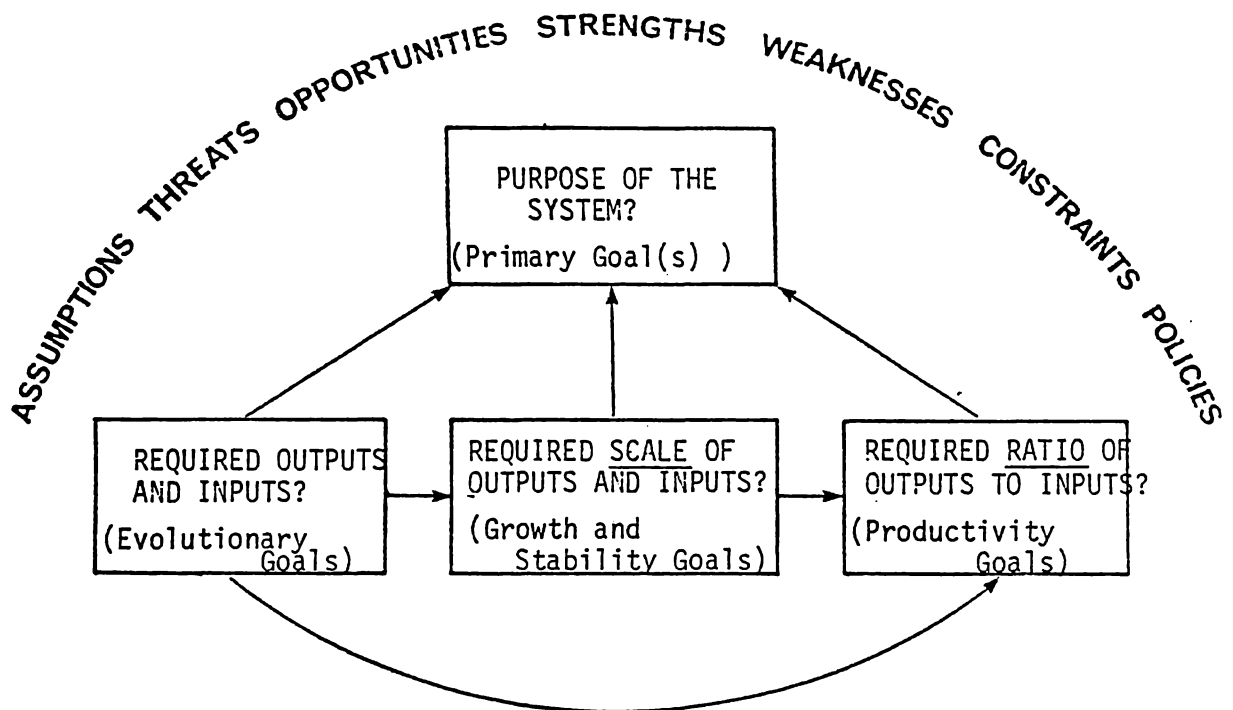 ASSUMPTIONS THREATS OPPORTUNITIES STRENGTHS WEAKNESSES CONSTRAINTS POLICIES
PURPOSE OF THE
SYSTEM?
(Primary Goal(s) )
REQUIRED OUTPUTS
AND INPUTS?
(Evolutionary
Goals)
REQUIRED SCALE OF
OUTPUTS AND INPUTS?
(Growth and
Stability Goals)
REQUIRED RATIO OF
OUTPUTS TO INPUTS?
(Productivity
Goals)